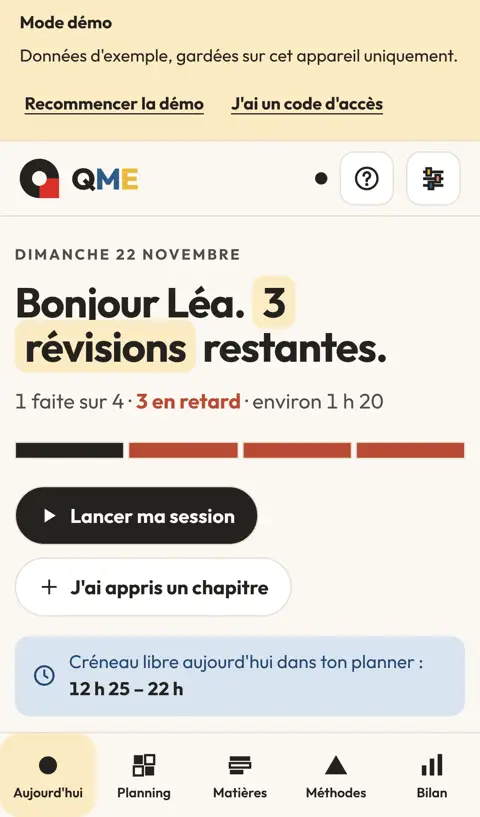 Mode démo
Données d'exemple, gardées sur cet appareil uniquement.
Recommencer la démo J'ai un code d'accès
QME
DIMANCHE 22 NOVEMBRE
Bonjour Léa. 3
révisions restantes.
1 faite sur 4 · 3 en retard · environ 1 h 20
Lancer ma session
J'ai appris un chapitre
Créneau libre aujourd'hui dans ton planner :
12 h 25 – 22 h
Aujourd'hui Planning Matières Méthodes Bilan